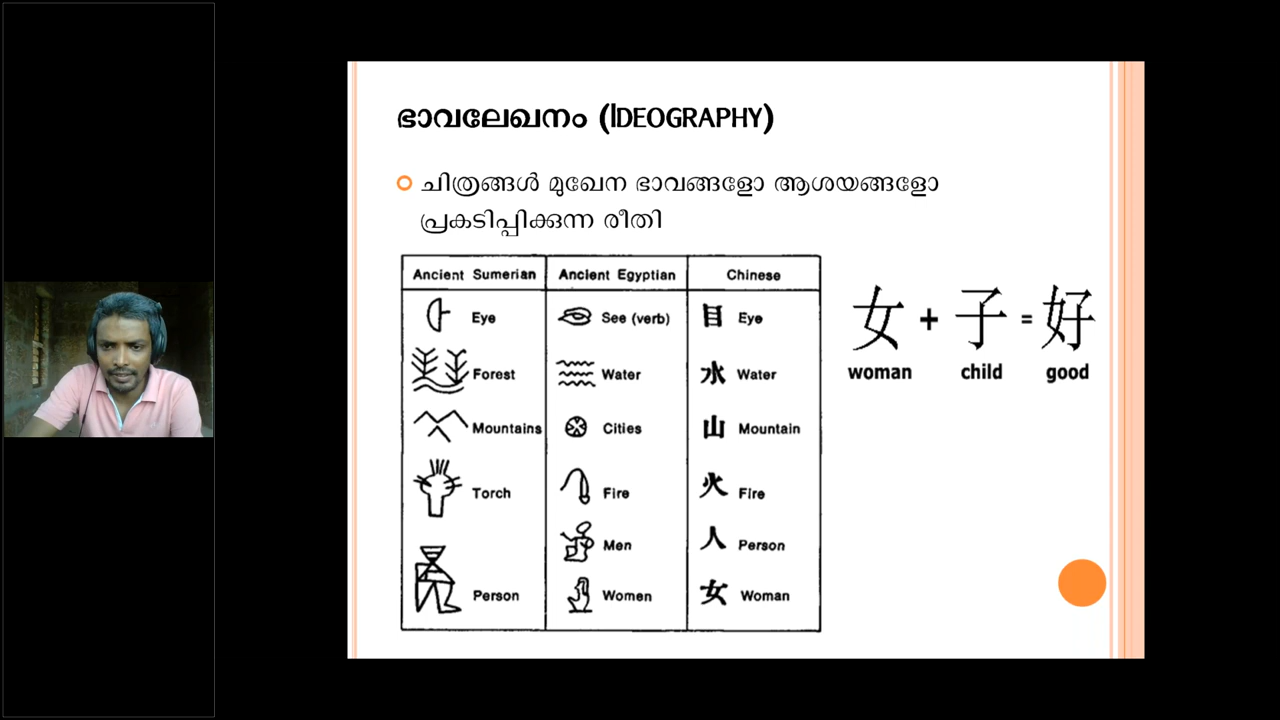 ഭാവലേഖനം (IDEOGRAPHY)
ചിത്രങ്ങൾ മുഖേന ഭാവങ്ങളോ ആശയങ്ങളോ
പ്രകടിപ്പിക്കുന്ന രീതി
Ancient Sumerian Ancient Egyptian Chinese
Eye See (verb) 目 Eye
Forest Water 水 Water
Mountains Cities 山 Mountain
Torch Fire 火 Fire
Men 人 Person
Person Women 女 Woman
女 + 子 = 好
woman child good